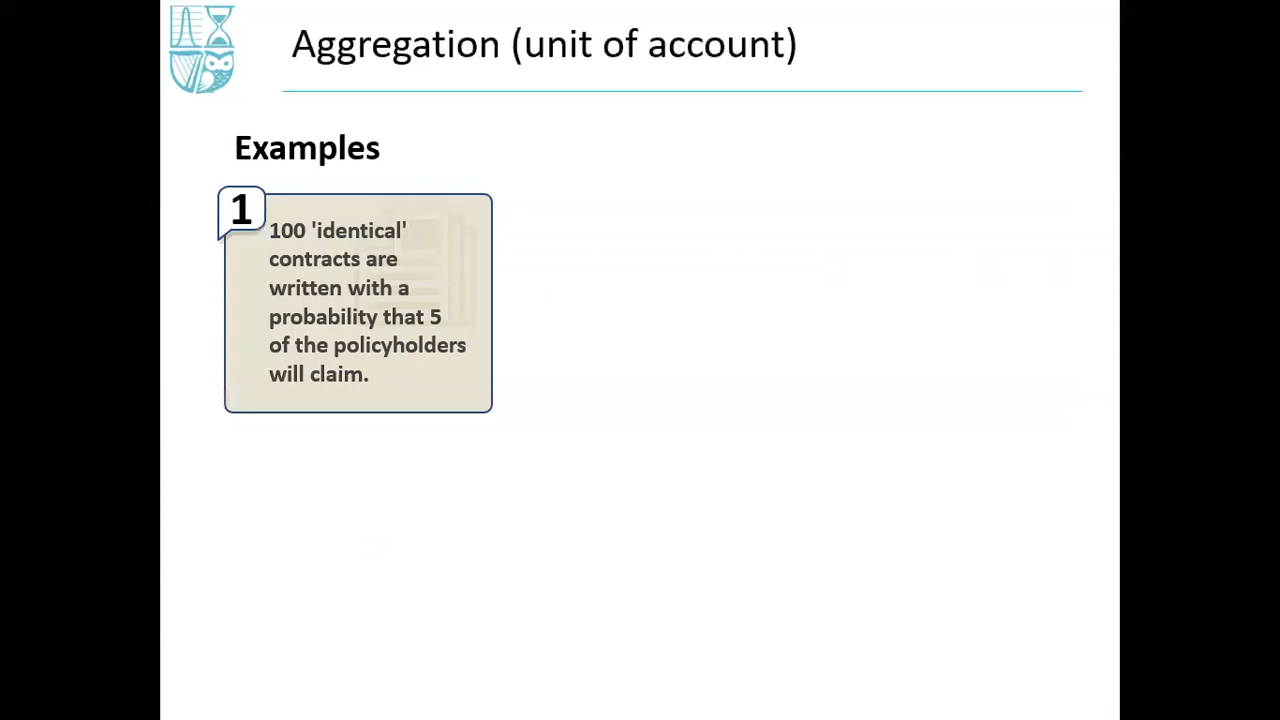 Aggregation (unit of account)
Examples
1
100 'identical'
contracts are
written with a
probability that 5
of the policyholders
will claim.